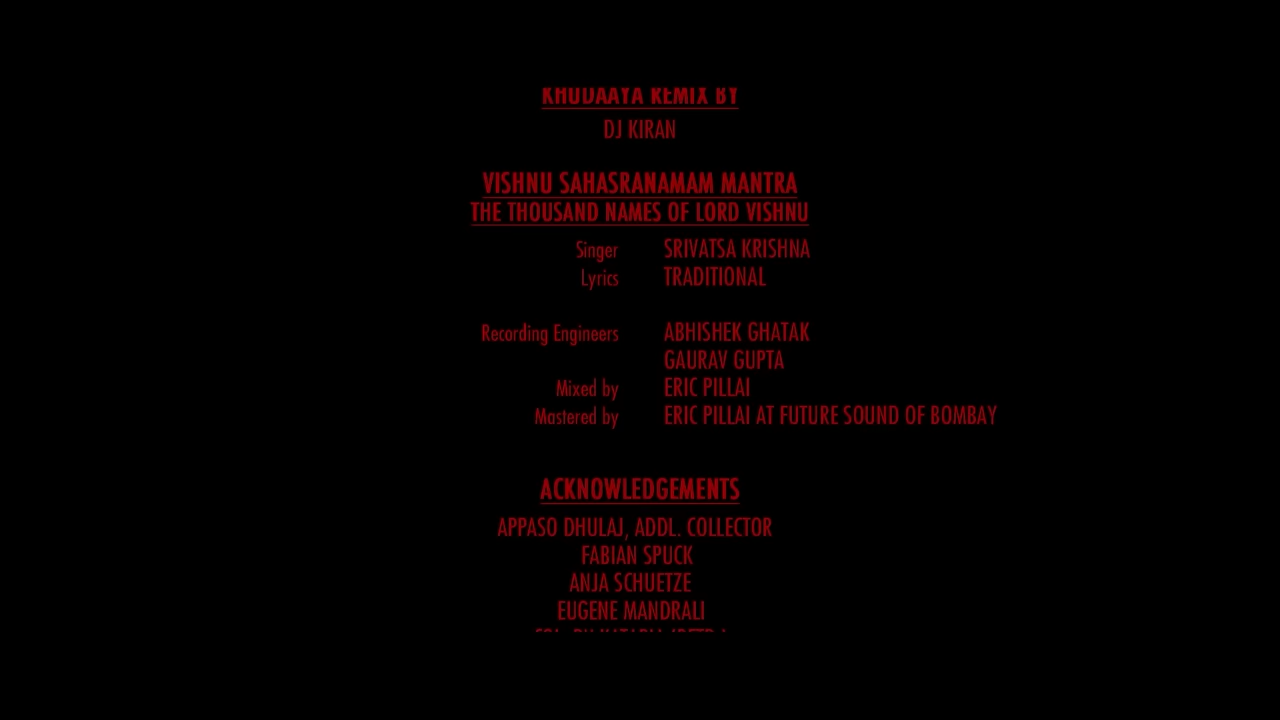 KHUDAAYA REMIX BY
DJ KIRAN
VISHNU SAHASRANAMAM MANTRA
THE THOUSAND NAMES OF LORD VISHNU
Singer SRIVATSA KRISHNA
Lyrics TRADITIONAL
Recording Engineers ABHISHEK GHATAK
GAURAV GUPTA
Mixed by ERIC PILLAI
Mastered by ERIC PILLAI AT FUTURE SOUND OF BOMBAY
ACKNOWLEDGEMENTS
APPASO DHULAJ, ADDL. COLLECTOR
FABIAN SPUCK
ANJA SCHUETZE
EUGENE MANDRALI